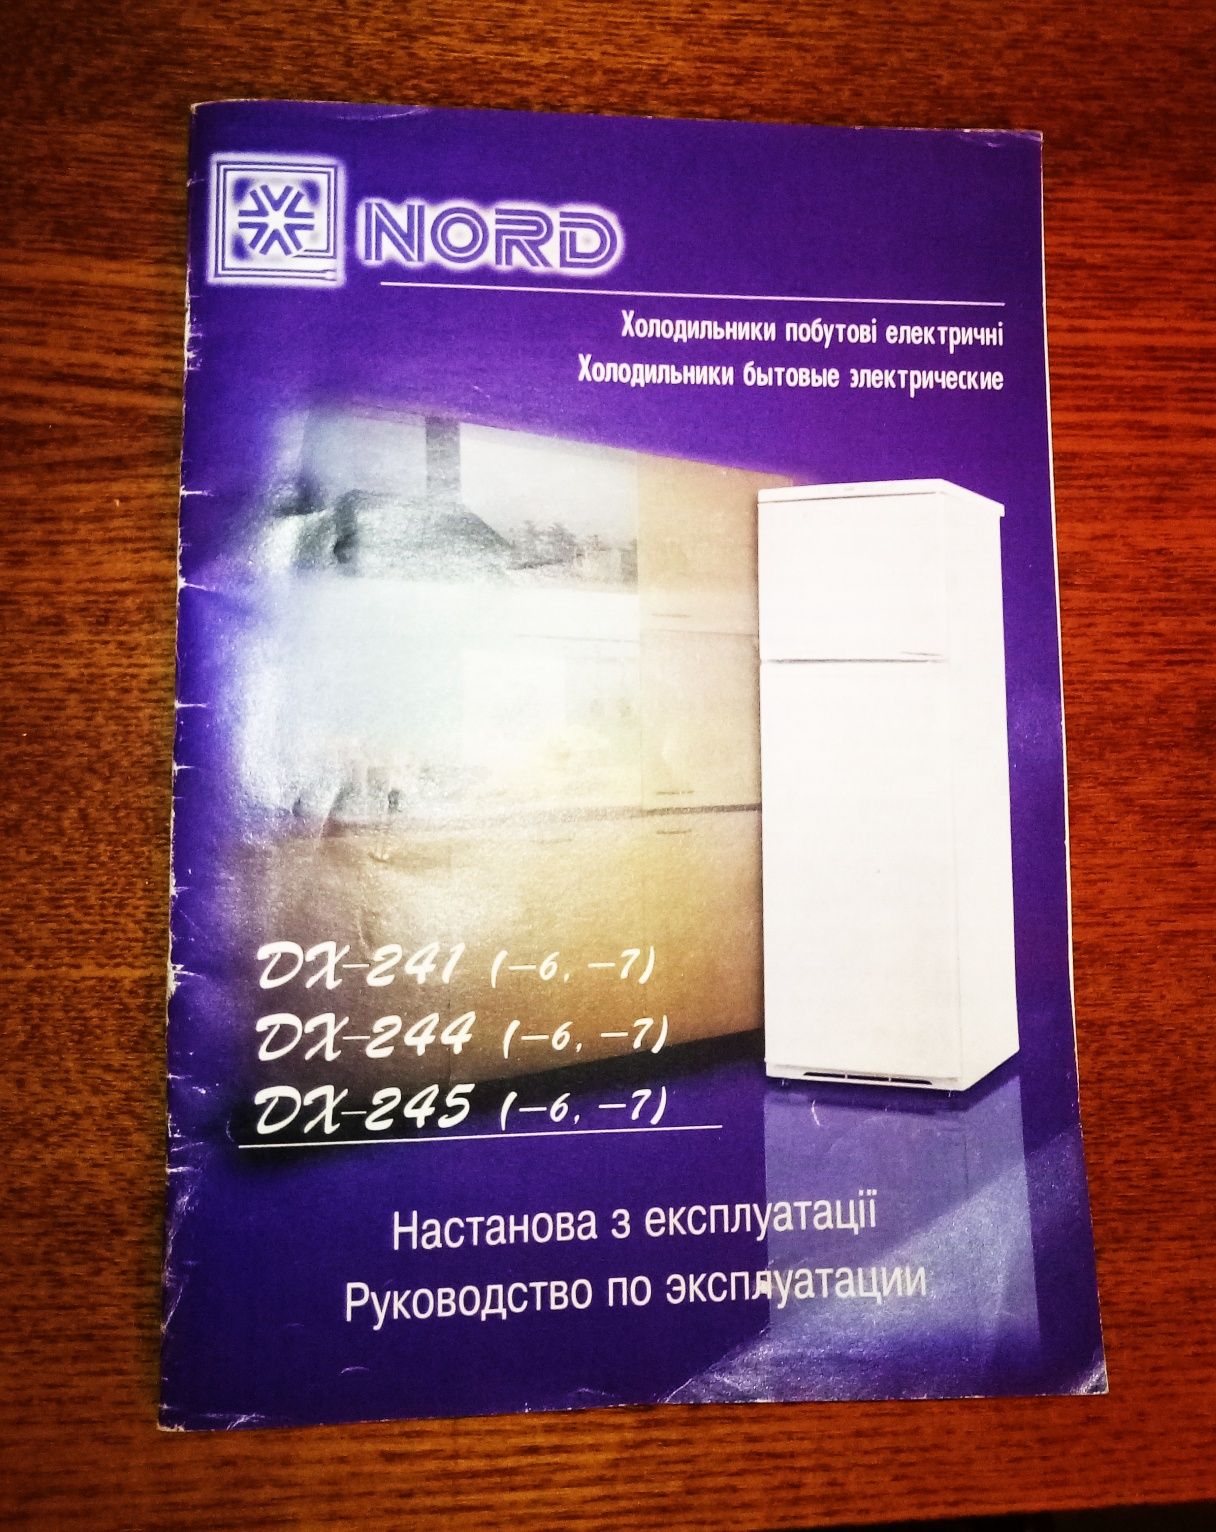 NORD
Холодильники побутові електричні
Холодильники бытовые электрические
DX-241 (-6, -7)
DX-244 (-6, -7)
DX-245 (-6, -7)
Настанова з експлуатації
Руководство по эксплуатации